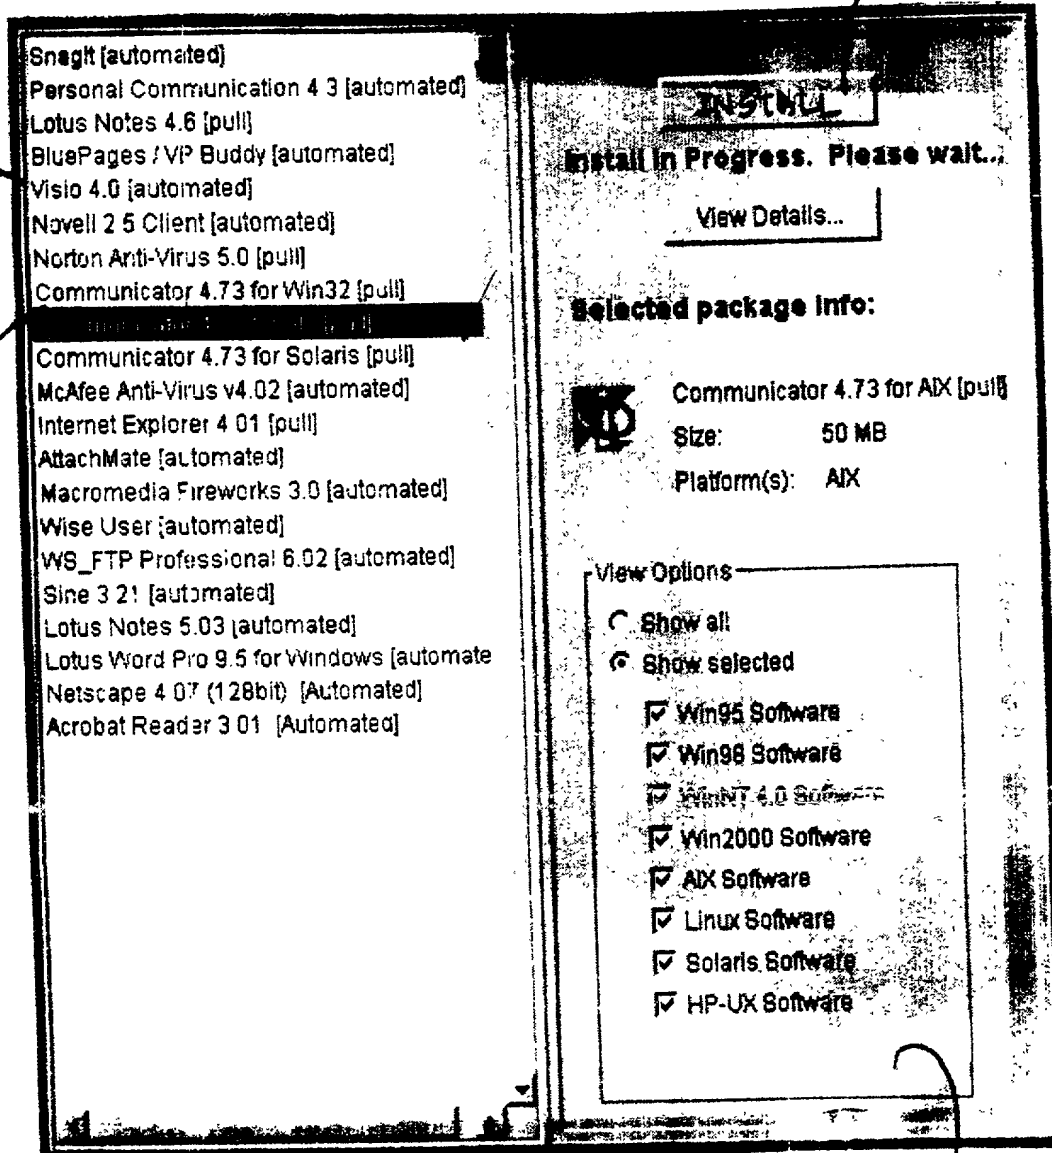 SnagIt [automated]
Personal Communication 4 3 [automated]
Lotus Notes 4.6 [pull]
BluePages / VP Buddy [automated]
Visio 4.0 [automated]
Novell 2 5 Client [automated]
Norton Anti-Virus 5.0 [pull]
Communicator 4.73 for Win32 [pull]
Communicator 4.73 for Solaris [pull]
McAfee Anti-Virus v4.02 [automated]
Internet Explorer 4 01 [pull]
AttachMate [automated]
Macromedia Fireworks 3.0 [automated]
Wise User [automated]
WS_FTP Professional 6.02 [automated]
Sine 3 21 [automated]
Lotus Notes 5.03 [automated]
Lotus Word Pro 9.5 for Windows [automate
Netscape 4 07 (128bit) [Automated]
Acrobat Reader 3 01 [Automated]
INSTALL
Install in Progress. Please wait...
View Details...
Selected package info:
Communicator 4.73 for AIX [pull]
Size: 50 MB
Platform(s): AIX
View Options
Show all
Show selected
Win95 Software
Win98 Software
WinNT 4.0 Software
Win2000 Software
AIX Software
Linux Software
Solaris Software
HP-UX Software